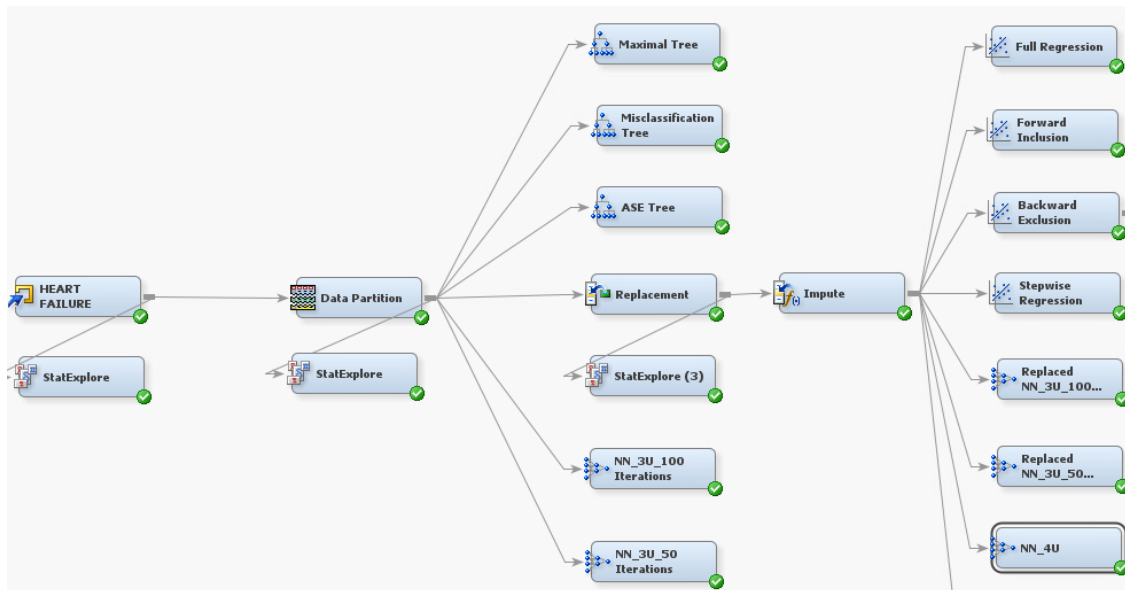 HEART
FAILURE
StatExplore
Data Partition
StatExplore
Maximal Tree
Misclassification
Tree
ASE Tree
Replacement
StatExplore (3)
NN_3U_100
Iterations
NN_3U_50
Iterations
Impute
Full Regression
Forward
Inclusion
Backward
Exclusion
Stepwise
Regression
Replaced
NN_3U_100...
Replaced
NN_3U_50...
NN_4U